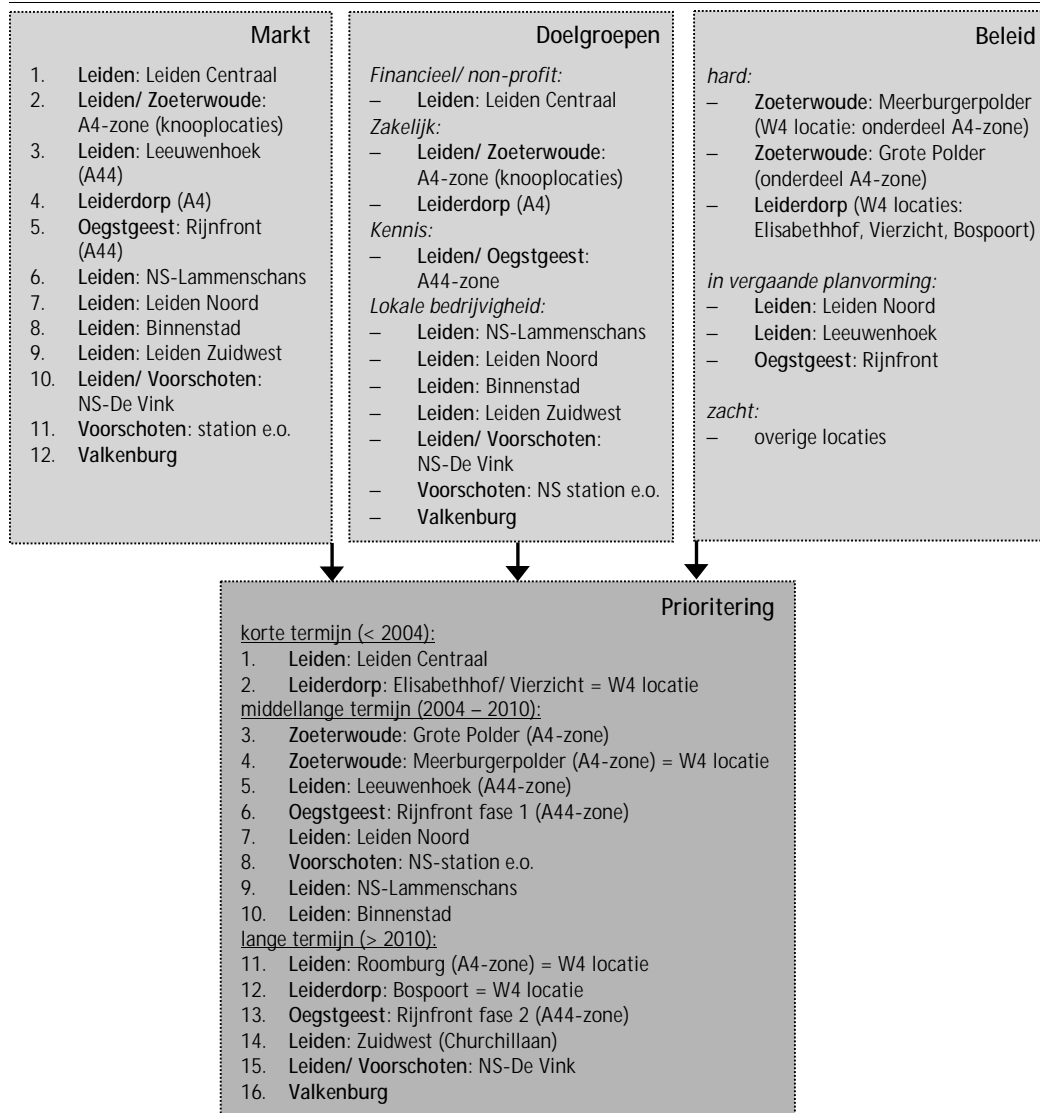 Markt
1. Leiden: Leiden Centraal
2. Leiden/ Zoeterwoude:
A4-zone (knooplocaties)
3. Leiden: Leeuwenhoek
(A44)
4. Leiderdorp (A4)
5. Oegstgeest: Rijnfront
(A44)
6. Leiden: NS-Lammenschans
7. Leiden: Leiden Noord
8. Leiden: Binnenstad
9. Leiden: Leiden Zuidwest
10. Leiden/ Voorschoten:
NS-De Vink
11. Voorschoten: station e.o.
12. Valkenburg
Doelgroepen
Financieel/ non-profit:
– Leiden: Leiden Centraal
Zakelijk:
– Leiden/ Zoeterwoude:
A4-zone (knooplocaties)
– Leiderdorp (A4)
Kennis:
– Leiden/ Oegstgeest:
A44-zone
Lokale bedrijvigheid:
– Leiden: NS-Lammenschans
– Leiden: Leiden Noord
– Leiden: Binnenstad
– Leiden: Leiden Zuidwest
– Leiden/ Voorschoten:
NS-De Vink
– Voorschoten: NS station e.o.
– Valkenburg
Beleid
hard:
– Zoeterwoude: Meerburgerpolder
(W4 locatie: onderdeel A4-zone)
– Zoeterwoude: Grote Polder
(onderdeel A4-zone)
– Leiderdorp (W4 locaties:
Elisabethhof, Vierzicht, Bospoort)
in vergaande planvorming:
– Leiden: Leiden Noord
– Leiden: Leeuwenhoek
– Oegstgeest: Rijnfront
zacht:
– overige locaties
Prioritering
korte termijn (< 2004):
1. Leiden: Leiden Centraal
2. Leiderdorp: Elisabethhof/ Vierzicht = W4 locatie
middellange termijn (2004 – 2010):
3. Zoeterwoude: Grote Polder (A4-zone)
4. Zoeterwoude: Meerburgerpolder (A4-zone) = W4 locatie
5. Leiden: Leeuwenhoek (A44-zone)
6. Oegstgeest: Rijnfront fase 1 (A44-zone)
7. Leiden: Leiden Noord
8. Voorschoten: NS-station e.o.
9. Leiden: NS-Lammenschans
10. Leiden: Binnenstad
lange termijn (> 2010):
11. Leiden: Roomburg (A4-zone) = W4 locatie
12. Leiderdorp: Bospoort = W4 locatie
13. Oegstgeest: Rijnfront fase 2 (A44-zone)
14. Leiden: Zuidwest (Churchillaan)
15. Leiden/ Voorschoten: NS-De Vink
16. Valkenburg